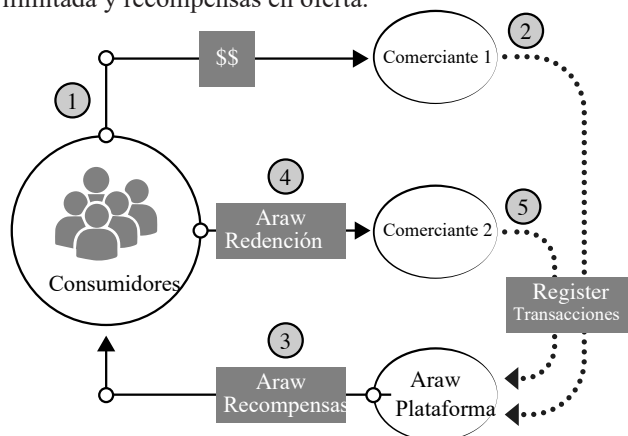 limitada y recompensas en oferta.
$$
Comerciante 1
2
1
4
Araw
Redención
Comerciante 2
5
Consumidores
Register
Transacciones
3
Araw
Recompensas
Araw
Plataforma